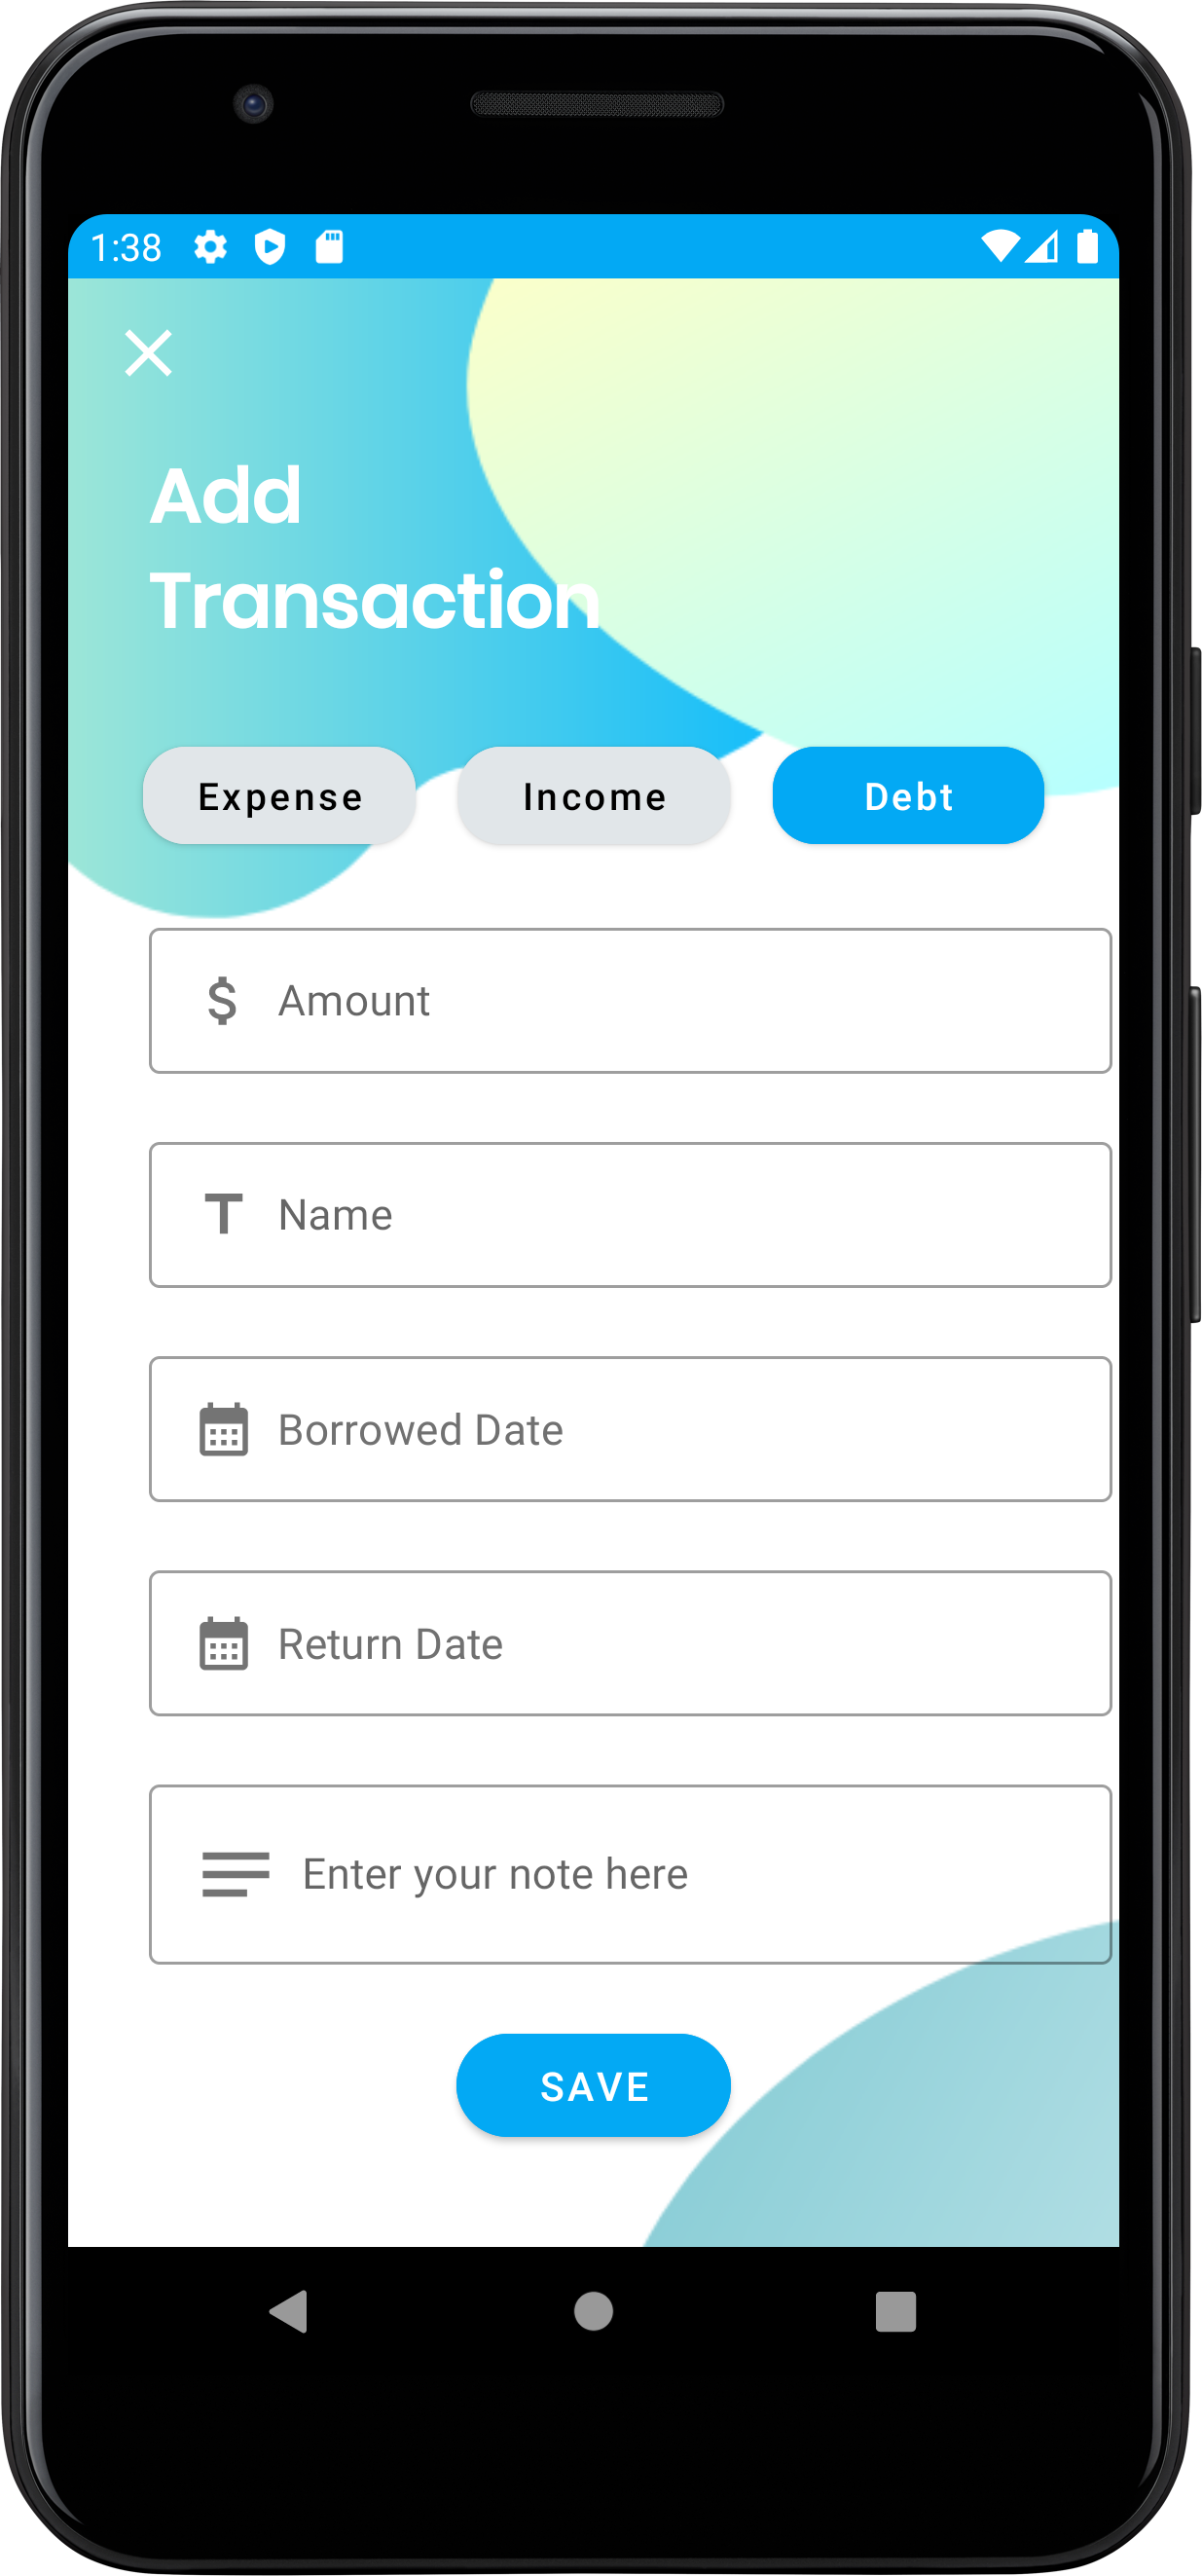 1:38
Add
Transaction
Expense Income Debt
$ Amount
Name
Borrowed Date
Return Date
Enter your note here
SAVE